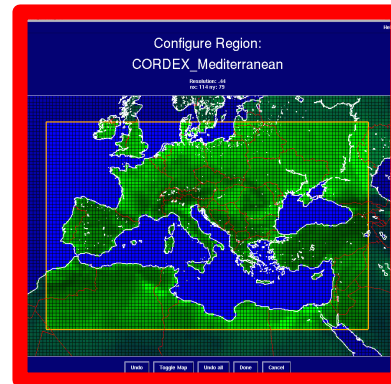 Configure Region:
CORDEX_Mediterranean
Resolution: .44
nx: 114 ny: 79
Undo
Toggle Map
Undo all
Done
Cancel